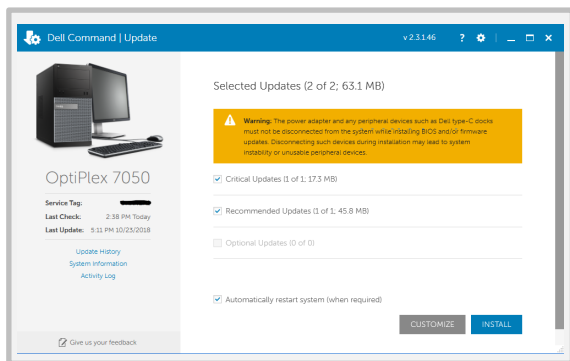 Dell Command | Update
v 2.3.1.46
?
Selected Updates (2 of 2; 63.1 MB)
Warning: The power adapter and any peripheral devices such as Dell type-C docks
must not be disconnected from the system while installing BIOS and/or firmware
updates. Disconnecting such devices during installation may lead to system
instability or unusable peripheral devices.
OptiPlex 7050
Service Tag:
Last Check: 2:38 PM Today
Last Update: 5:11 PM 10/23/2018
Update History
System Information
Activity Log
Critical Updates (1 of 1; 17.3 MB)
Recommended Updates (1 of 1; 45.8 MB)
Optional Updates (0 of 0)
Automatically restart system (when required)
CUSTOMIZE
INSTALL
Give us your feedback